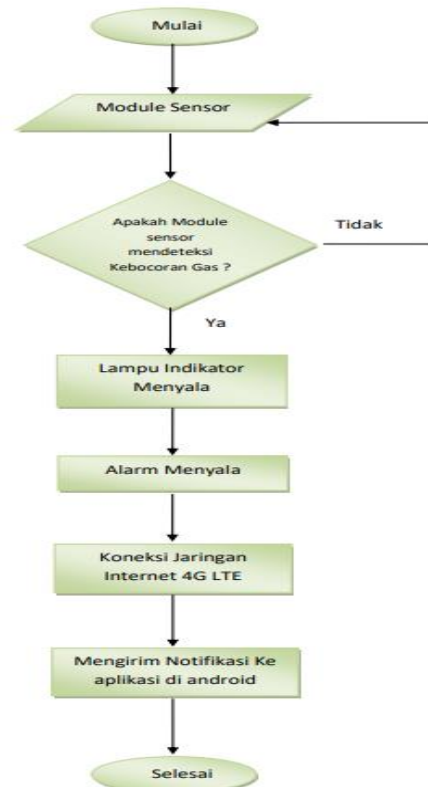 Mulai
Module Sensor
Apakah Module
sensor
mendeteksi
Kebocoran Gas ?
Tidak
Ya
Lampu Indikator
Menyala
Alarm Menyala
Koneksi Jaringan
Internet 4G LTE
Mengirim Notifikasi Ke
aplikasi di android
Selesai